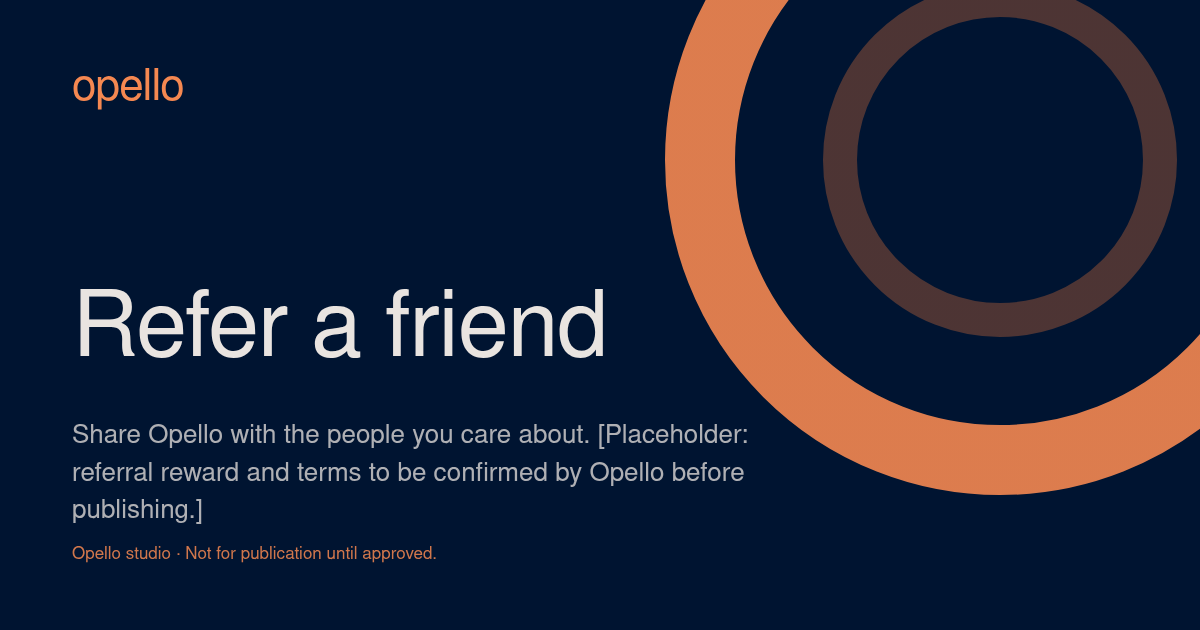 opello
Refer a friend
Share Opello with the people you care about. [Placeholder:
referral reward and terms to be confirmed by Opello before
publishing.]
Opello studio · Not for publication until approved.